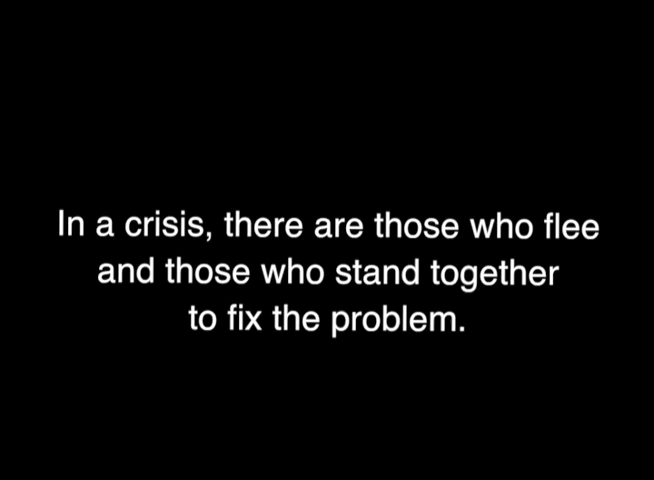 In a crisis, there are those who flee
and those who stand together
to fix the problem.